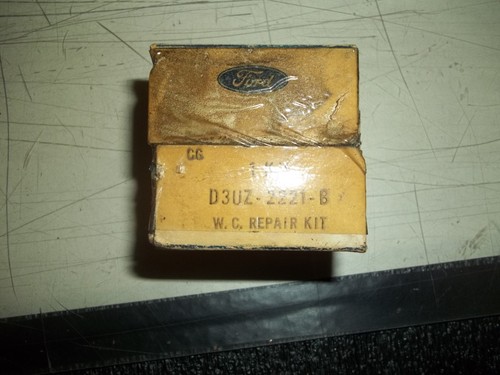 Ford
CG
D3UZ-2221-B
W.C. REPAIR KIT